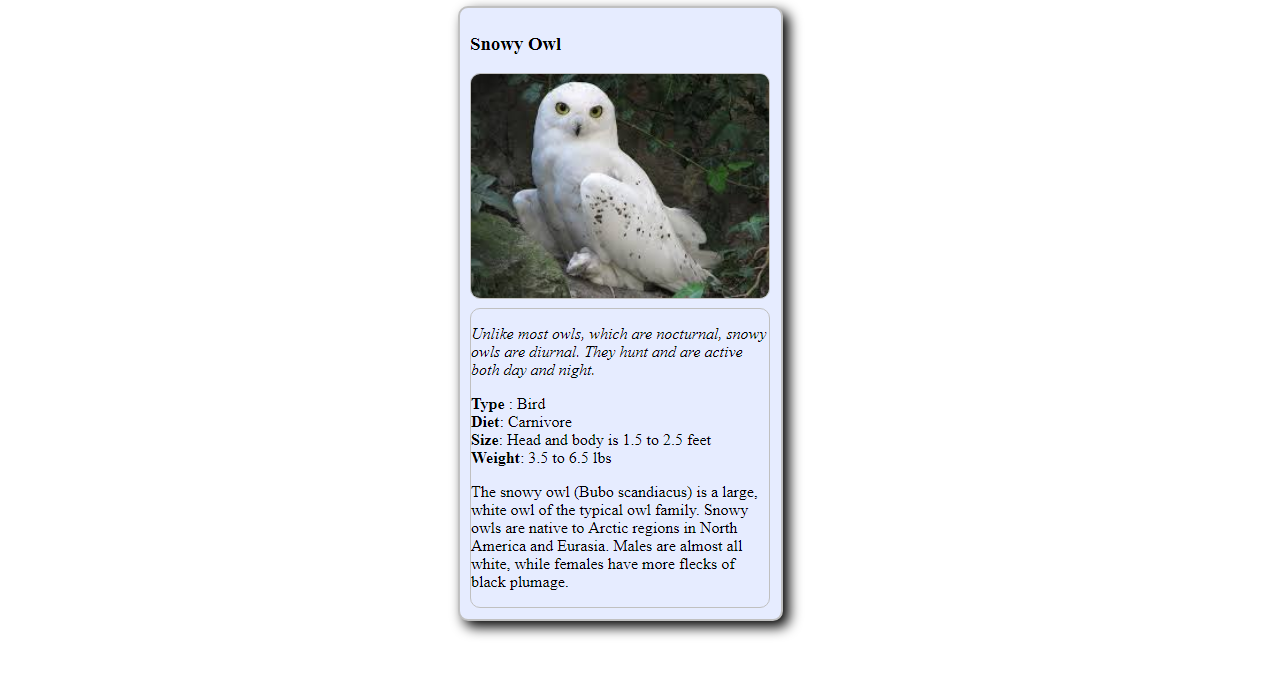 Snowy Owl
Unlike most owls, which are nocturnal, snowy
owls are diurnal. They hunt and are active
both day and night.
Type : Bird
Diet: Carnivore
Size: Head and body is 1.5 to 2.5 feet
Weight: 3.5 to 6.5 lbs
The snowy owl (Bubo scandiacus) is a large,
white owl of the typical owl family. Snowy
owls are native to Arctic regions in North
America and Eurasia. Males are almost all
white, while females have more flecks of
black plumage.